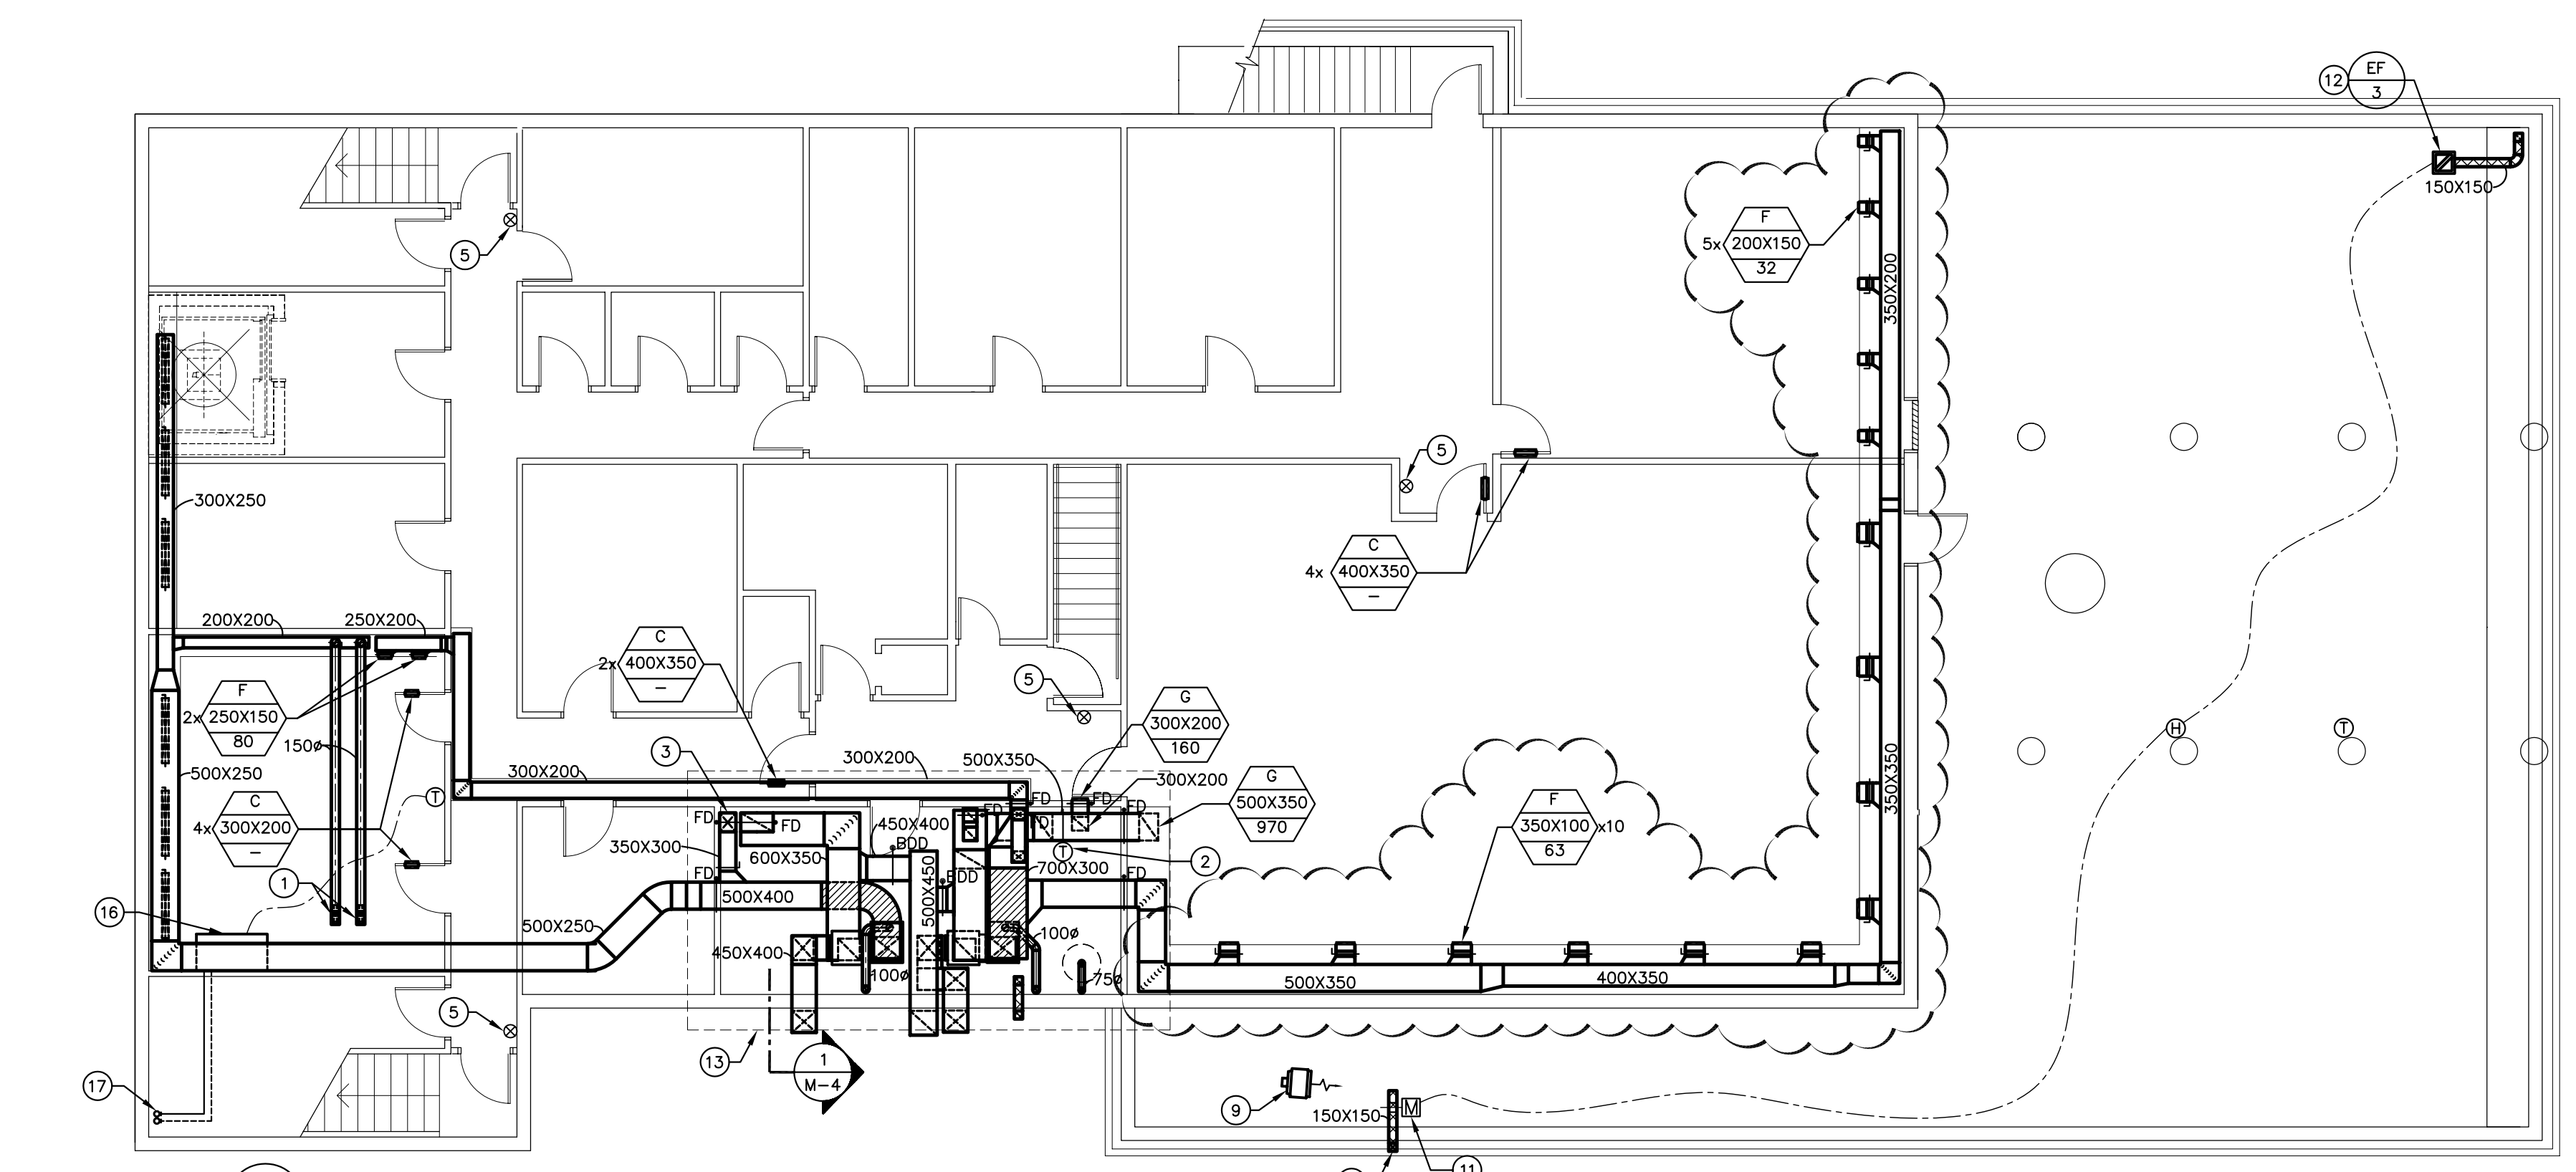 EF
12
3
150X150
F
5x 200X150
32
350X200
5
5
300X250
C
4x 400X350
-
200X200
250X200
C
2x 400X350
-
5
F
2x 250X150
80
150ø
G
300X200
160
H
T
3
300X200
300X200
500X350
300X200
G
500X350
970
500X250
T
C
4x 300X200
-
FD
FD
FD
FD
FD
FD
FD
450X400
BDD
350X300
600X350
T
2
350X350
F
350X100 x10
63
FD
700X300
FD
BDD
1
500X400
500X450
16
500X250
100ø
450X400
100ø
75ø
500X350
400X350
5
13
1
M-4
17
9
150X150
M
11